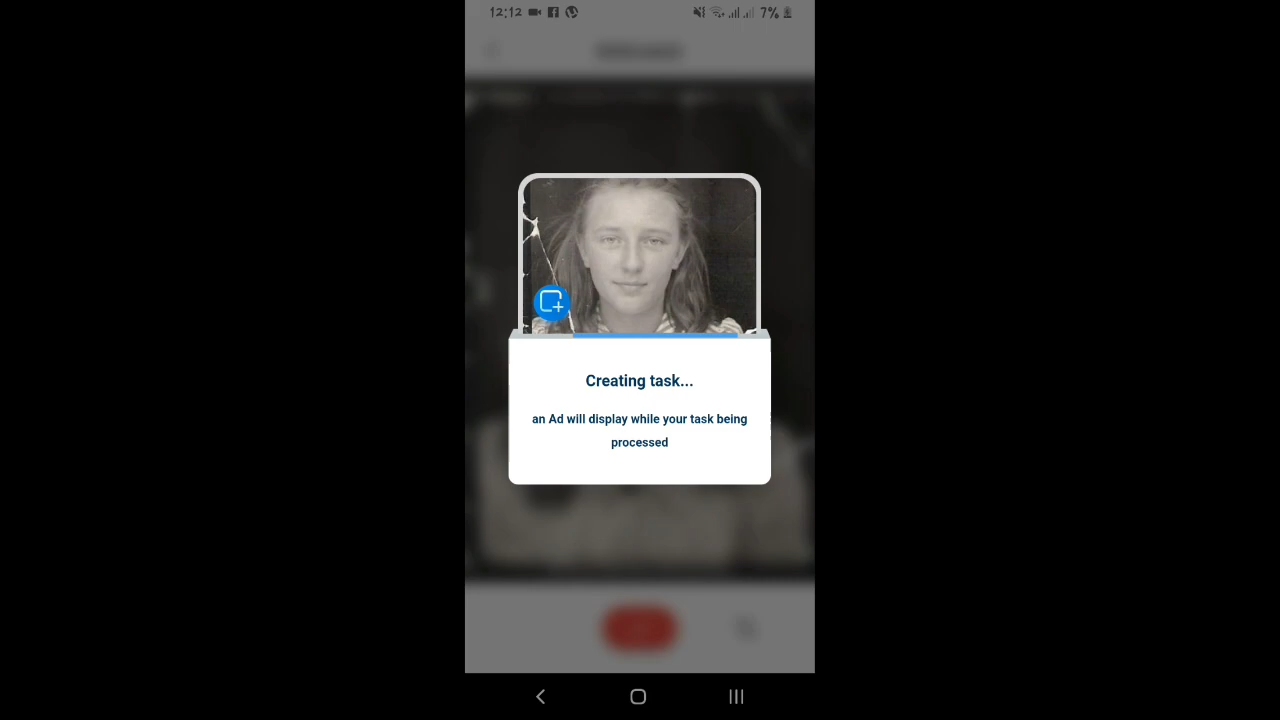 12:12 7%
Creating task...
an Ad will display while your task being
processed